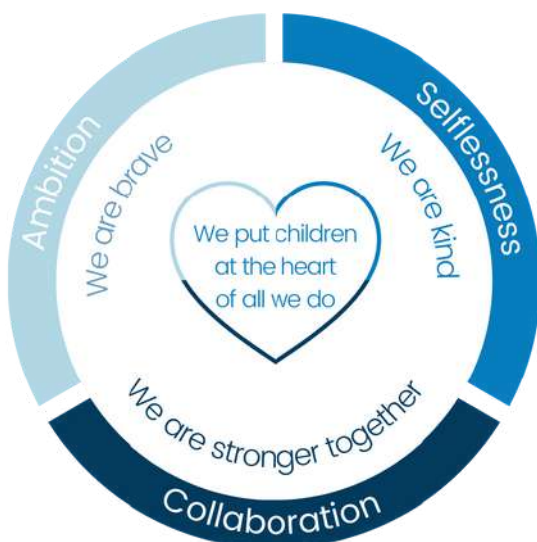 Ambition
We are brave
Selflessness
We are kind
We put children
at the heart
of all we do
We are stronger together
Collaboration